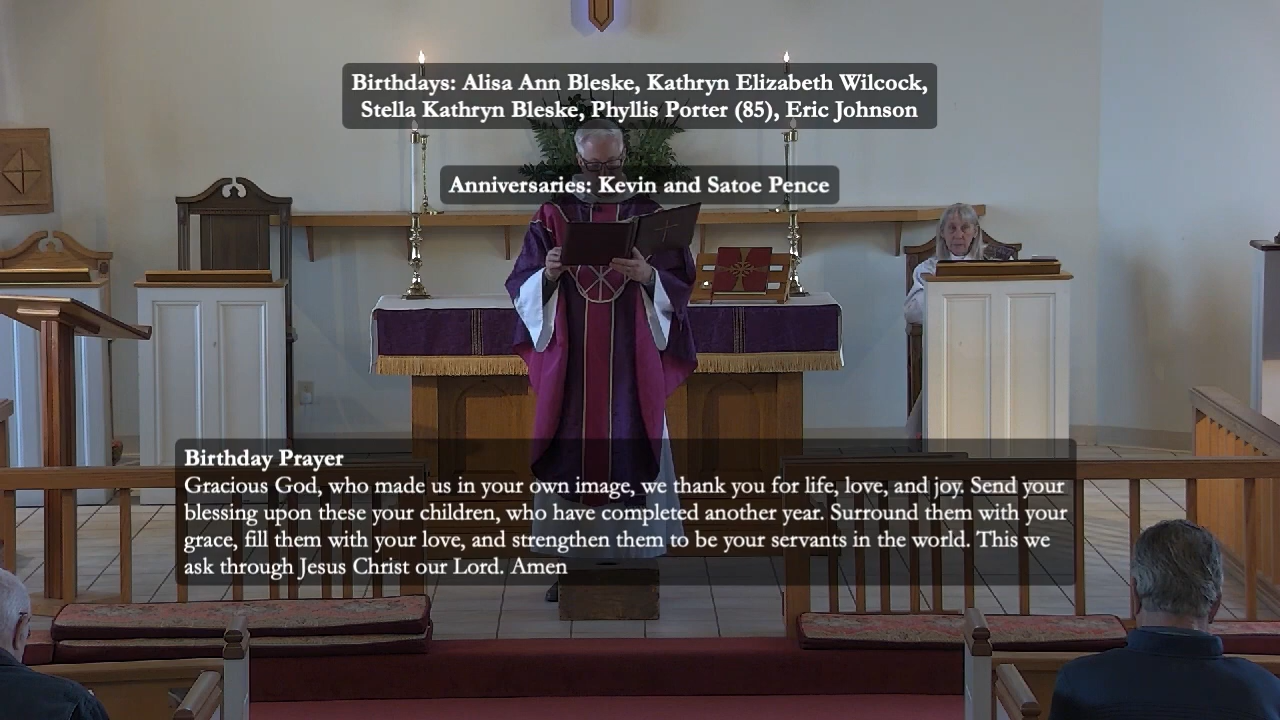 Birthdays: Alisa Ann Bleske, Kathryn Elizabeth Wilcock,
Stella Kathryn Bleske, Phyllis Porter (85), Eric Johnson
Anniversaries: Kevin and Satoe Pence
Birthday Prayer
Gracious God, who made us in your own image, we thank you for life, love, and joy. Send your
blessing upon these your children, who have completed another year. Surround them with your
grace, fill them with your love, and strengthen them to be your servants in the world. This we
ask through Jesus Christ our Lord. Amen